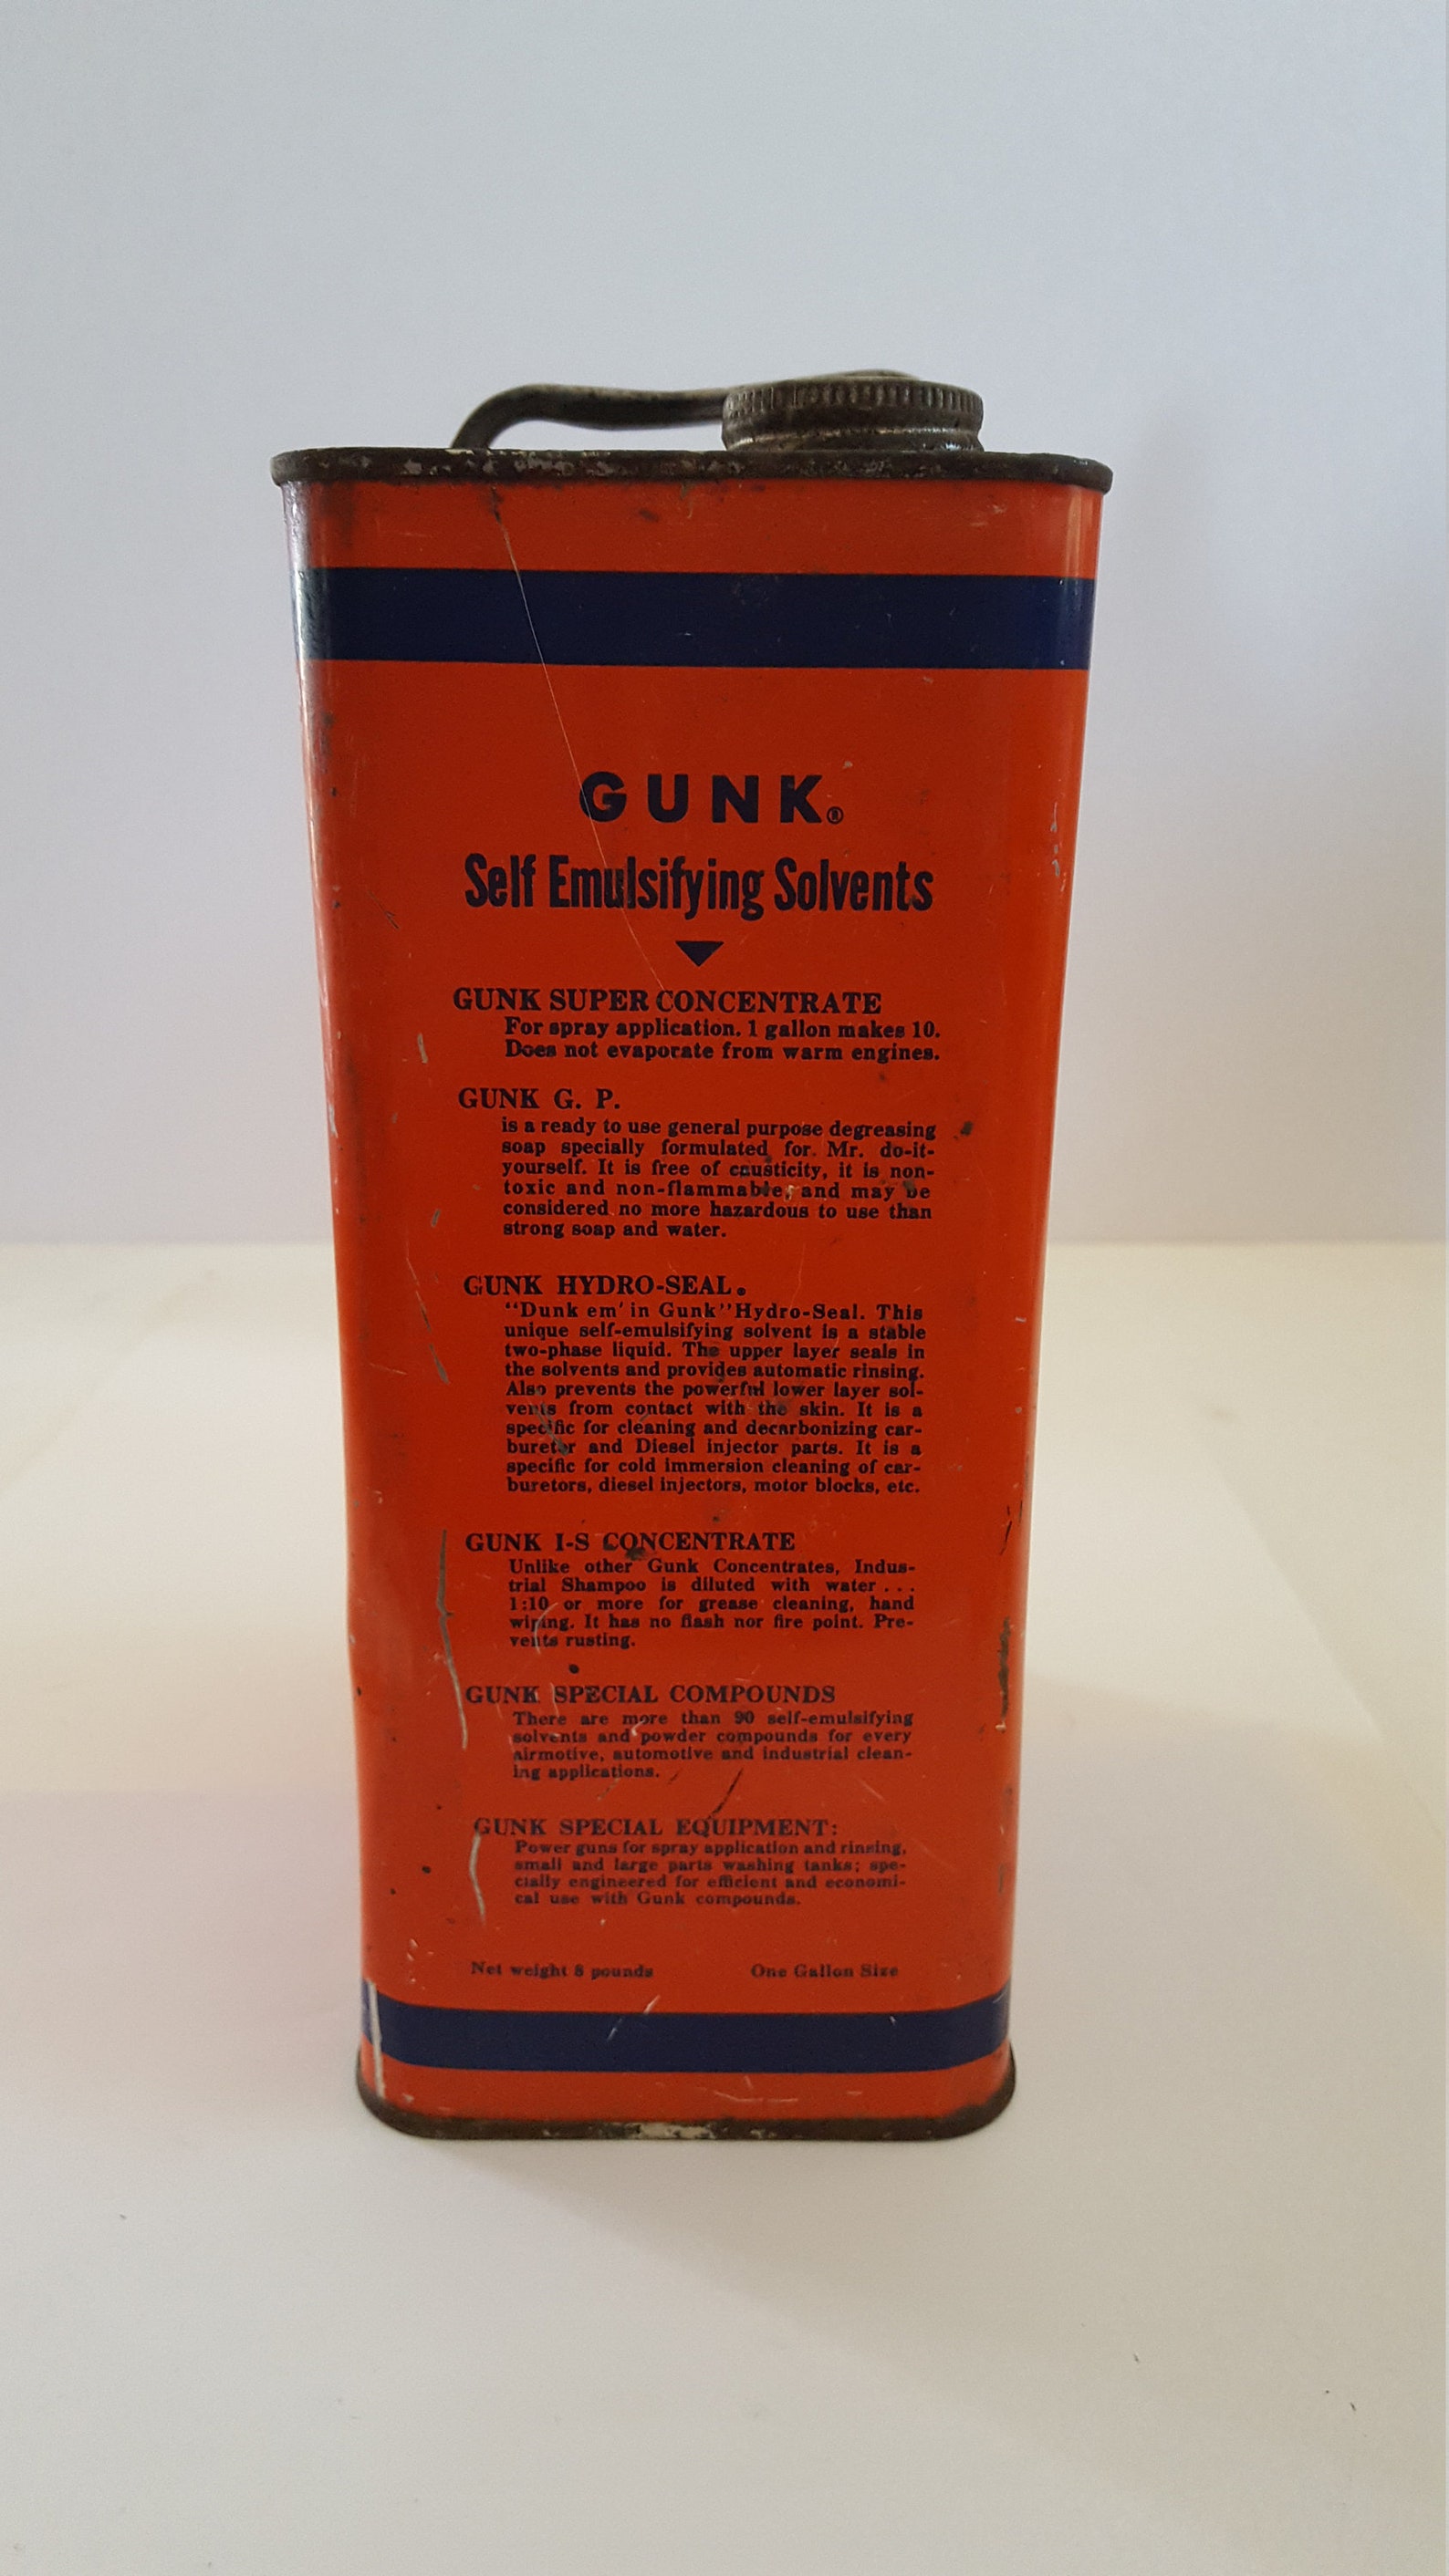 GUNK®
Self Emulsifying Solvents
GUNK SUPER CONCENTRATE
For spray application. 1 gallon makes 10.
Does not evaporate from warm engines.
GUNK G. P.
is a ready to use general purpose degreasing
soap specially formulated for Mr. do-it-
yourself. It is free of causticity, it is non-
toxic and non-flammable, and may be
considered no more hazardous to use than
strong soap and water.
GUNK HYDRO-SEAL®
"Dunk em' in Gunk" Hydro-Seal. This
unique self-emulsifying solvent is a stable
two-phase liquid. The upper layer seals in
the solvents and provides automatic rinsing.
Also prevents the powerful lower layer sol-
vents from contact with the skin. It is a
specific for cleaning and decarbonizing car-
buretor and Diesel injector parts. It is a
specific for cold immersion cleaning of car-
buretors, diesel injectors, motor blocks, etc.
GUNK I-S CONCENTRATE
Unlike other Gunk Concentrates, Indus-
trial Shampoo is diluted with water . . .
1:10 or more for grease cleaning, hand
wiping. It has no flash nor fire point. Pre-
vents rusting.
GUNK SPECIAL COMPOUNDS
There are more than 90 self-emulsifying
solvents and powder compounds for every
airmotive, automotive and industrial clean-
ing applications.
GUNK SPECIAL EQUIPMENT:
Power guns for spray application and rinsing,
small and large parts washing tanks; spe-
cially engineered for efficient and economi-
cal use with Gunk compounds.
Net weight 8 pounds One Gallon Size